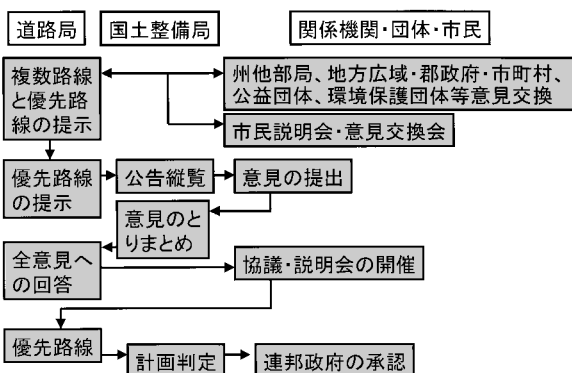 道路局 国土整備局 関係機関・団体・市民
複数路線
と優先路
線の提示
州他部局、地方広域・郡政府・市町村、
公益団体、環境保護団体等意見交換
市民説明会・意見交換会
優先路線
の提示
公告縦覧
意見の提出
意見のと
りまとめ
全意見へ
の回答
協議・説明会の開催
優先路線
計画判定
連邦政府の承認